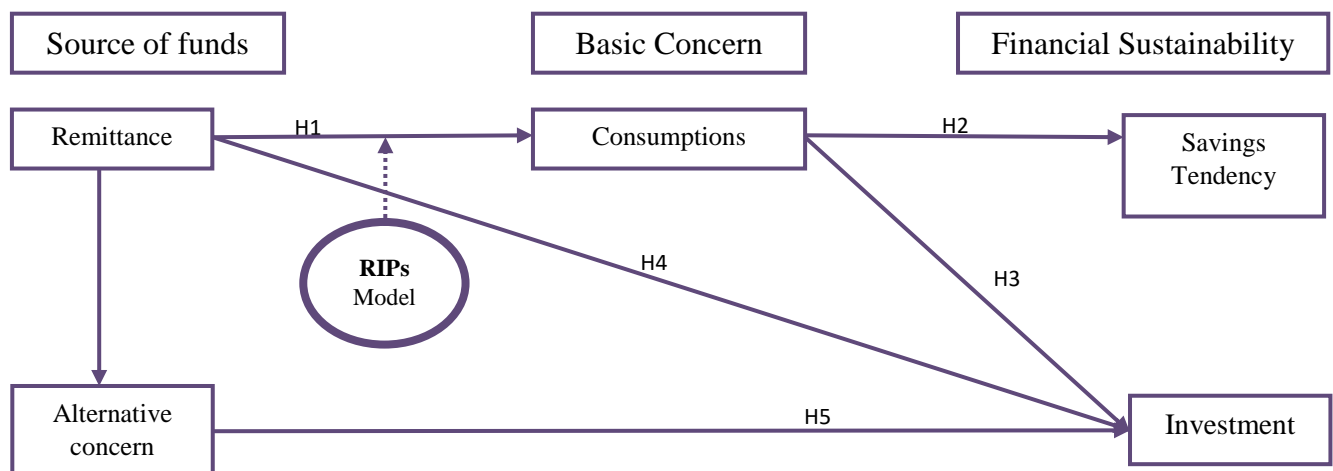 Source of funds
Basic Concern
Financial Sustainability
Remittance
H1
Consumptions
H2
Savings
Tendency
RIPs
Model
H4
H3
Alternative
concern
H5
Investment